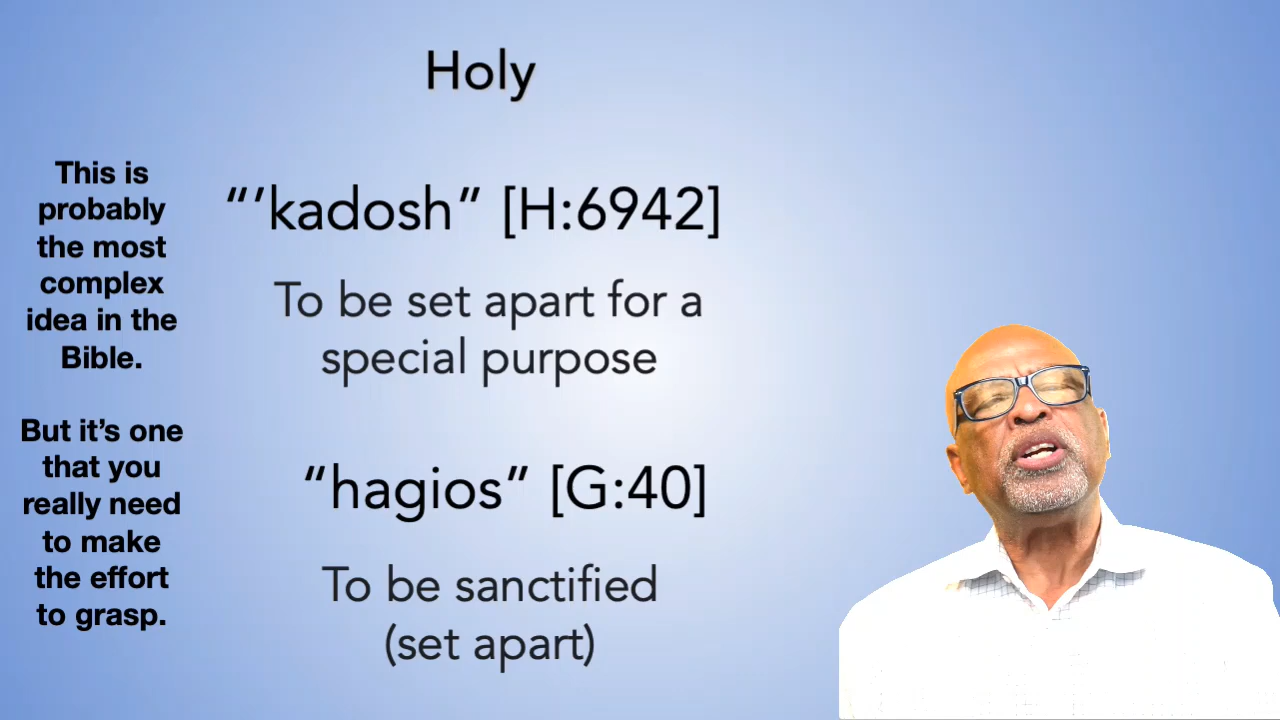 Holy
This is
probably
the most
complex
idea in the
Bible.
But it’s one
that you
really need
to make
the effort
to grasp.
“‘kadosh” [H:6942]
To be set apart for a
special purpose
“hagios” [G:40]
To be sanctified
(set apart)